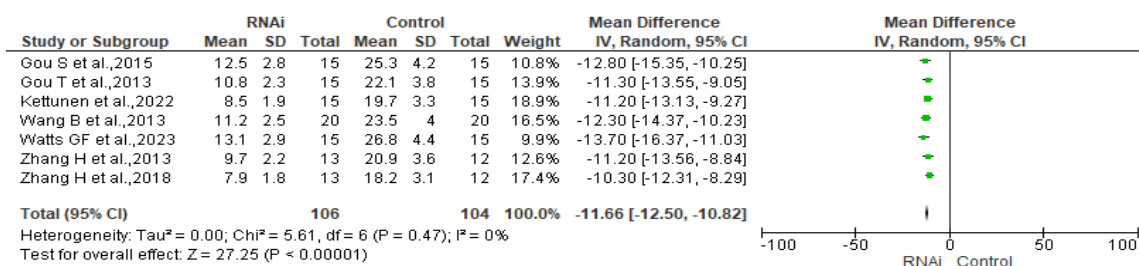 RNAi Control Mean Difference Mean Difference
Study or Subgroup Mean SD Total Mean SD Total Weight IV, Random, 95% CI IV, Random, 95% CI
Gou S et al.,2015 12.5 2.8 15 25.3 4.2 15 10.8% -12.80 [-15.35, -10.25]
Gou T et al.,2013 10.8 2.3 15 22.1 3.8 15 13.9% -11.30 [-13.55, -9.05]
Kettunen et al.,2022 8.5 1.9 15 19.7 3.3 15 18.9% -11.20 [-13.13, -9.27]
Wang B et al.,2013 11.2 2.5 20 23.5 4 20 16.5% -12.30 [-14.37, -10.23]
Watts GF et al.,2023 13.1 2.9 15 26.8 4.4 15 9.9% -13.70 [-16.37, -11.03]
Zhang H et al.,2013 9.7 2.2 13 20.9 3.6 12 12.6% -11.20 [-13.56, -8.84]
Zhang H et al.,2018 7.9 1.8 13 18.2 3.1 12 17.4% -10.30 [-12.31, -8.29]
Total (95% CI) 106 104 100.0% -11.66 [-12.50, -10.82]
Heterogeneity: Tau² = 0.00; Chi² = 5.61, df = 6 (P = 0.47); I² = 0%
Test for overall effect: Z = 27.25 (P < 0.00001)
-100 -50 0 50 100
RNAi Control